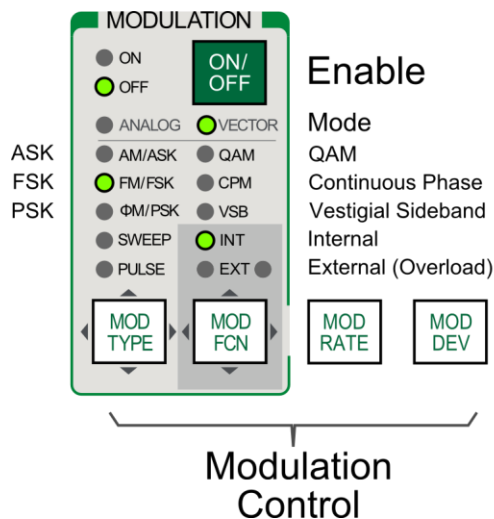 MODULATION
ON
OFF
ON/
OFF
Enable
ANALOG VECTOR Mode
ASK AM/ASK QAM QAM
FSK FM/FSK CPM Continuous Phase
PSK ΦM/PSK VSB Vestigial Sideband
SWEEP INT Internal
PULSE EXT External (Overload)
MOD
TYPE
MOD
FCN
MOD
RATE
MOD
DEV
Modulation
Control